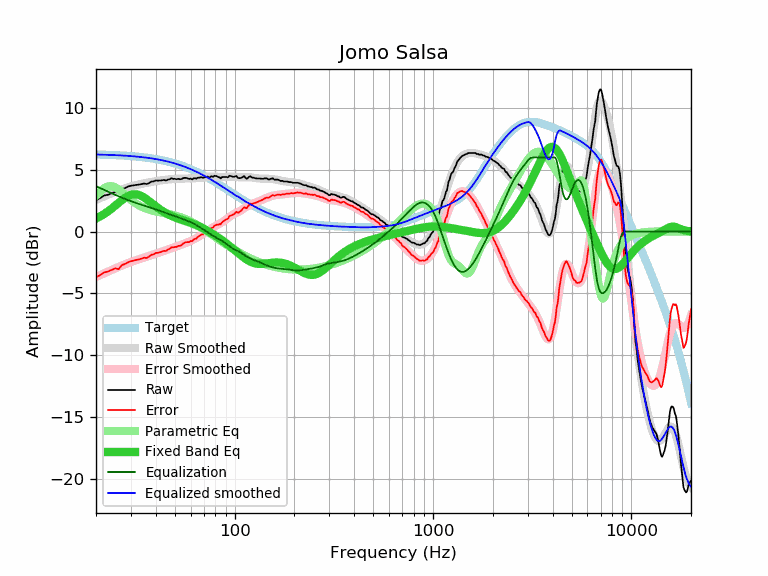 Jomo Salsa
Amplitude (dBr)
10
5
0
−5
−10
−15
−20
Target
Raw Smoothed
Error Smoothed
Raw
Error
Parametric Eq
Fixed Band Eq
Equalization
Equalized smoothed
100 1000 10000
Frequency (Hz)